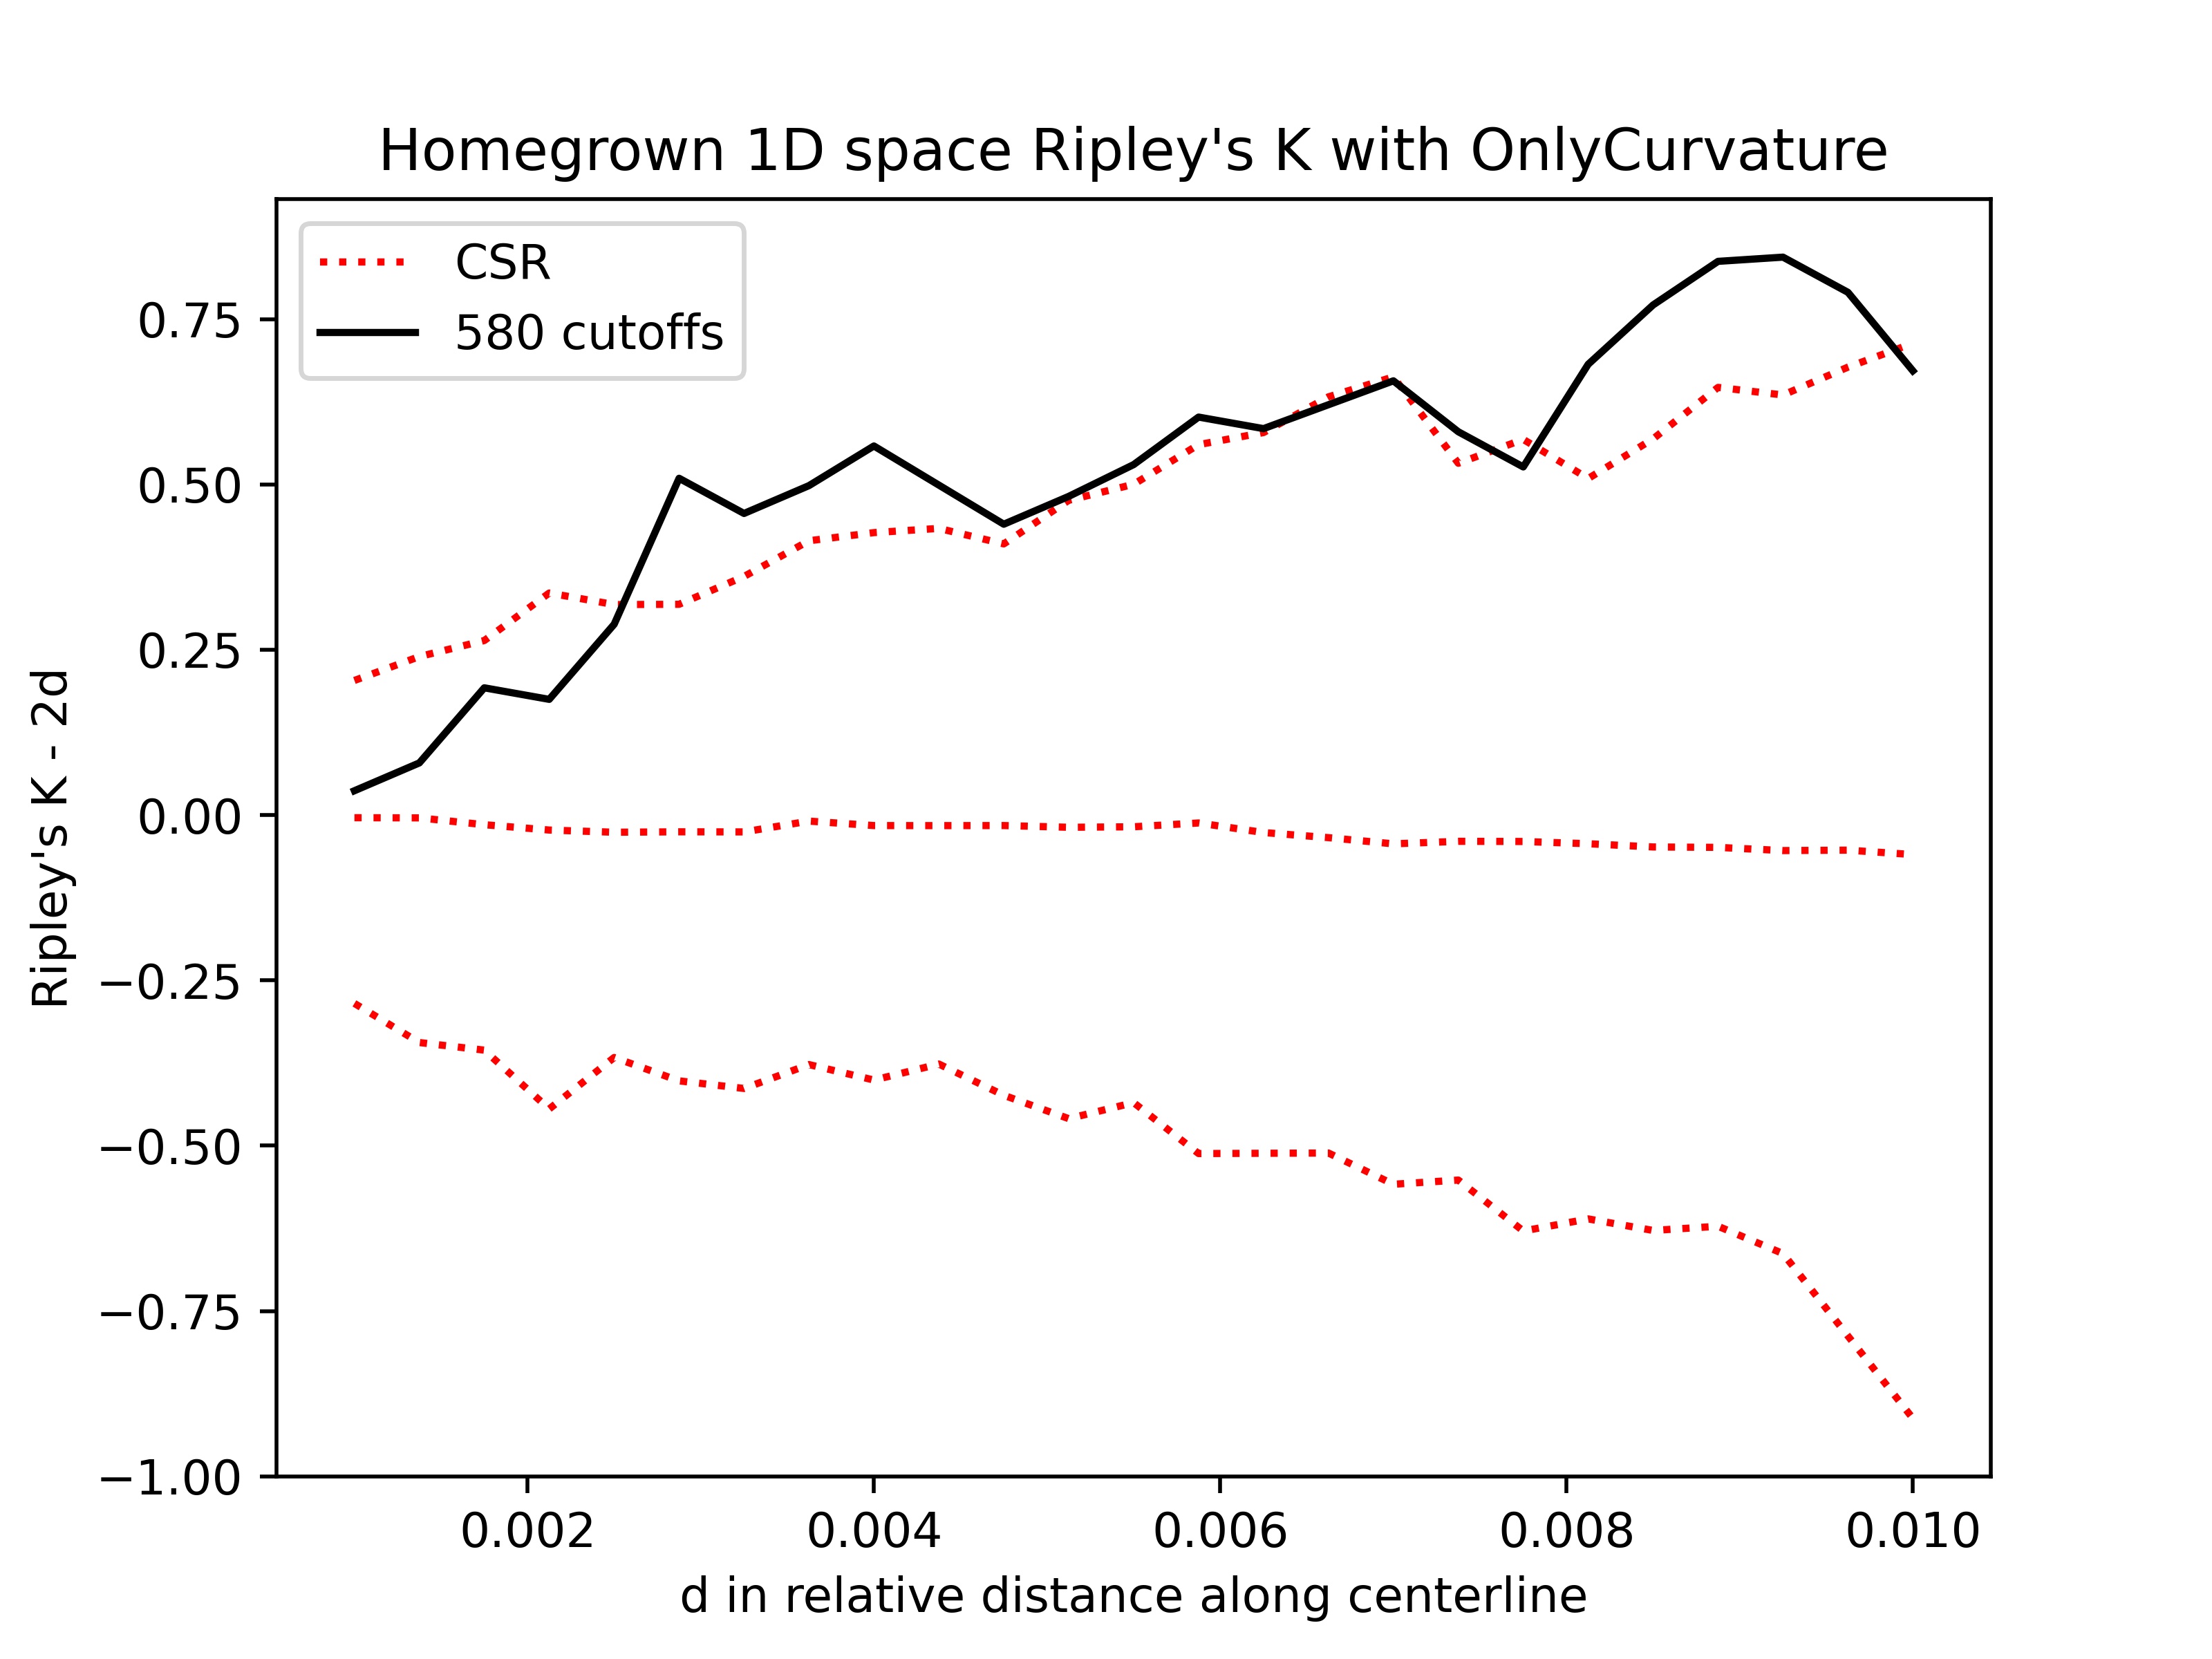 Homegrown 1D space Ripley's K with OnlyCurvature
CSR
580 cutoffs
Ripley's K - 2d
0.75
0.50
0.25
0.00
−0.25
−0.50
−0.75
−1.00
0.002
0.004
0.006
0.008
0.010
d in relative distance along centerline